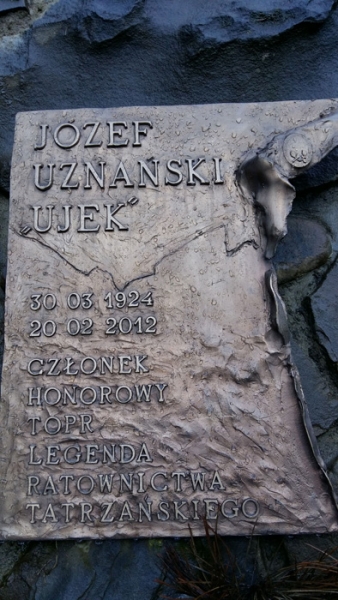 JÓZEF
UZNAŃSKI
"UJEK"
30 03 1924
20 02 2012
CZŁONEK
HONOROWY
TOPR
LEGENDA
RATOWNICTWA
TATRZAŃSKIEGO